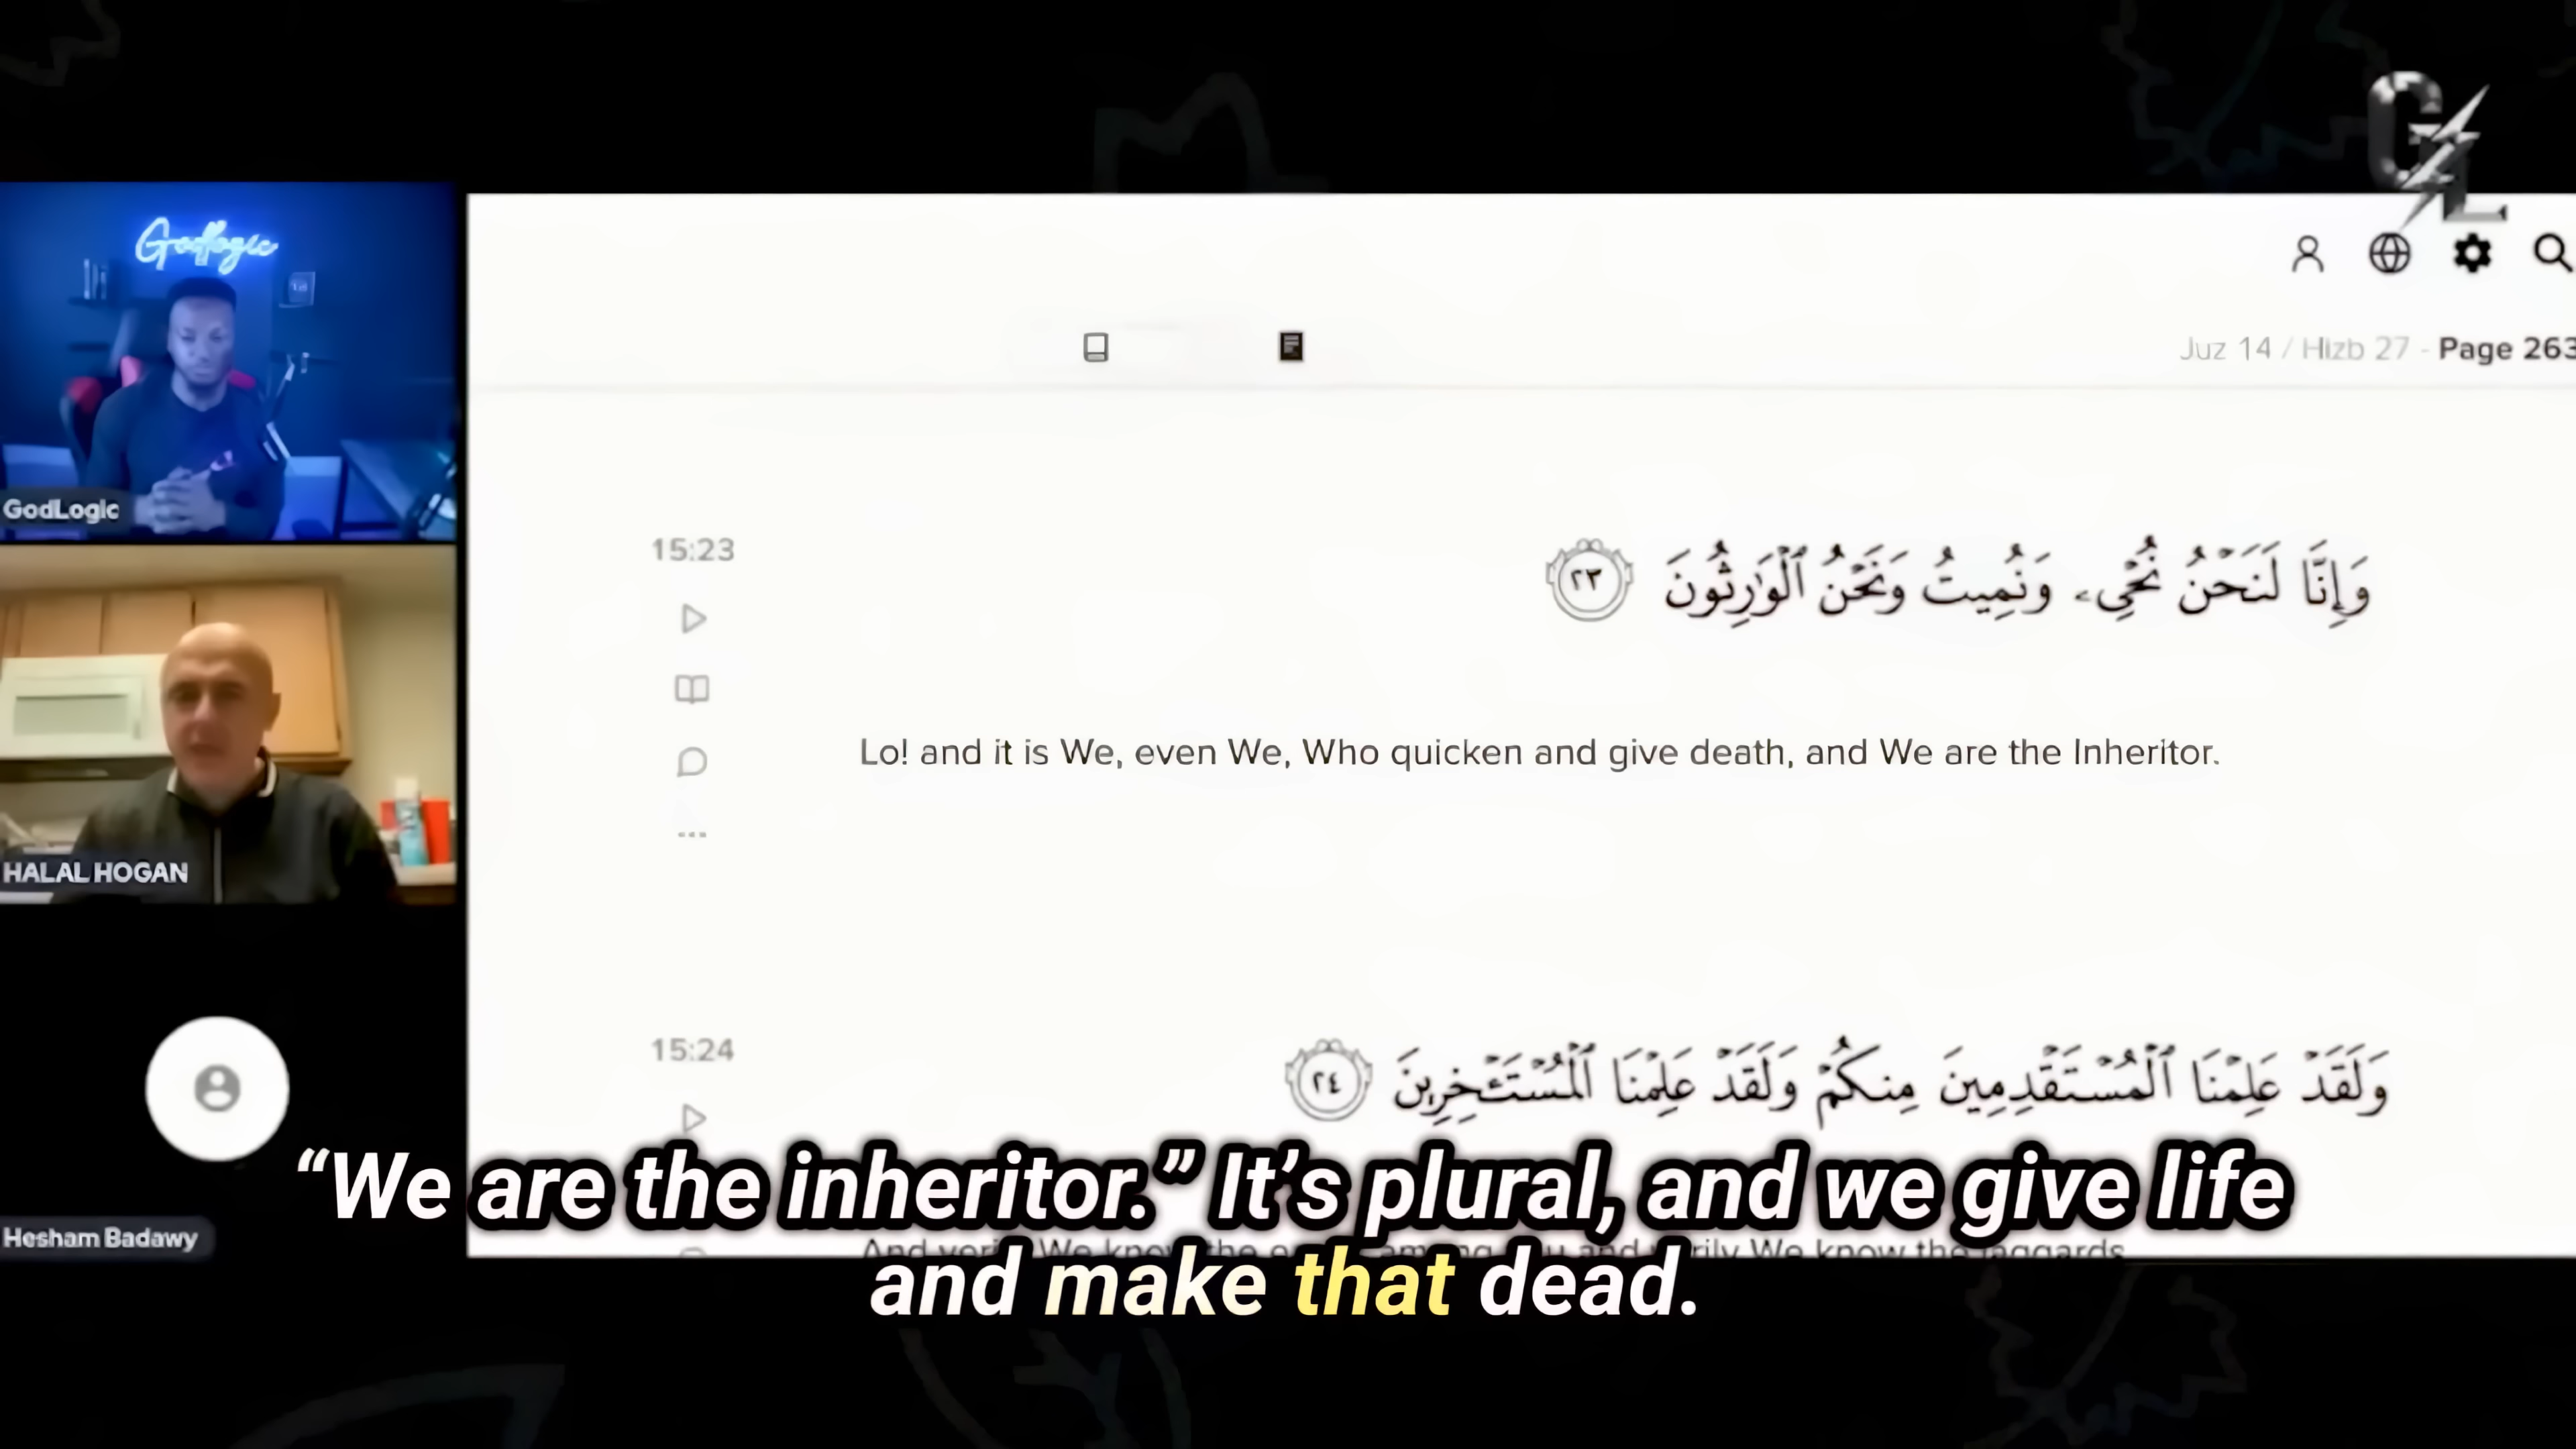 GL
Godlogic
GodLogic
HALAL HOGAN
Hesham Badawy
Juz 14 / Hizb 27 - Page 263
15:23
وَإِنَّا لَنَحْنُ نُحْىِۦ وَنُمِيتُ وَنَحْنُ ٱلْوَٰرِثُونَ ٢٣
Lo! and it is We, even We, Who quicken and give death, and We are the Inheritor.
15:24
وَلَقَدْ عَلِمْنَا ٱلْمُسْتَقْدِمِينَ مِنكُمْ وَلَقَدْ عَلِمْنَا ٱلْمُسْتَـْٔخِرِينَ ٢٤
“We are the inheritor.” It’s plural, and we give life
and make that dead.